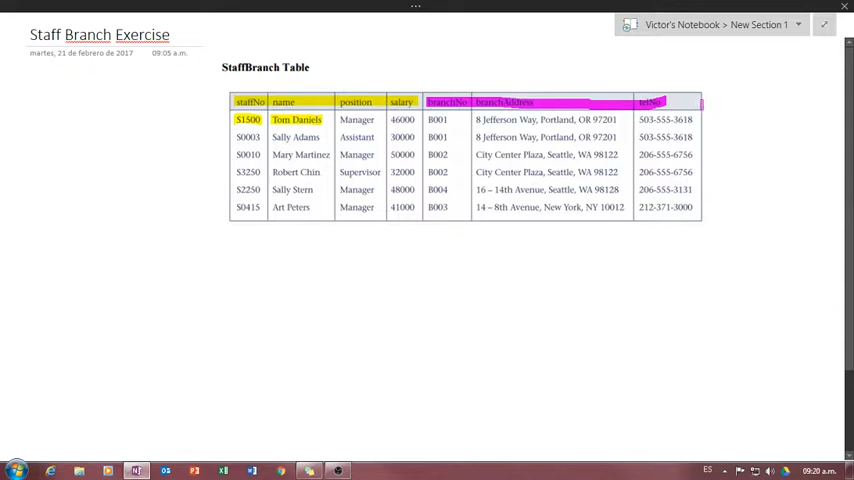 ...
Victor's Notebook > New Section 1
Staff Branch Exercise
martes, 21 de febrero de 2017 09:05 a.m.
StaffBranch Table
staffNo name position salary branchNo branchAddress telNo
S1500 Tom Daniels Manager 46000 B001 8 Jefferson Way, Portland, OR 97201 503-555-3618
S0003 Sally Adams Assistant 30000 B001 8 Jefferson Way, Portland, OR 97201 503-555-3618
S0010 Mary Martinez Manager 50000 B002 City Center Plaza, Seattle, WA 98122 206-555-6756
S3250 Robert Chin Supervisor 32000 B002 City Center Plaza, Seattle, WA 98122 206-555-6756
S2250 Sally Stern Manager 48000 B004 16 – 14th Avenue, Seattle, WA 98128 206-555-3131
S0415 Art Peters Manager 41000 B003 14 – 8th Avenue, New York, NY 10012 212-371-3000
ES 09:20 a.m.